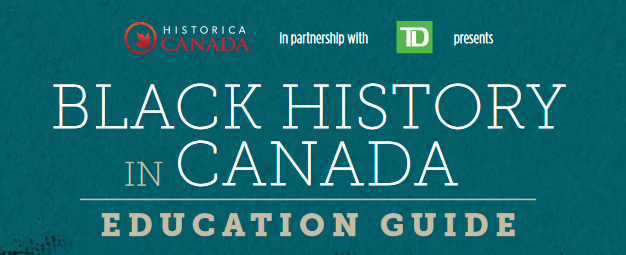 HISTORICA
CANADA
in partnership with
TD
presents
BLACK HISTORY
IN CANADA
EDUCATION GUIDE